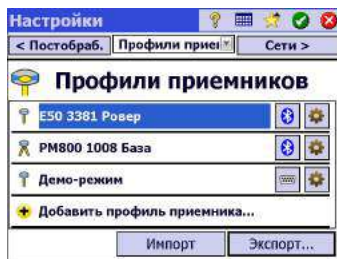 Настройки
< Постобраб. Профили прием Сети >
Профили приемников
E50 3381 Ровер
PM800 1008 База
Демо-режим
Добавить профиль приемника...
Импорт Экспорт...